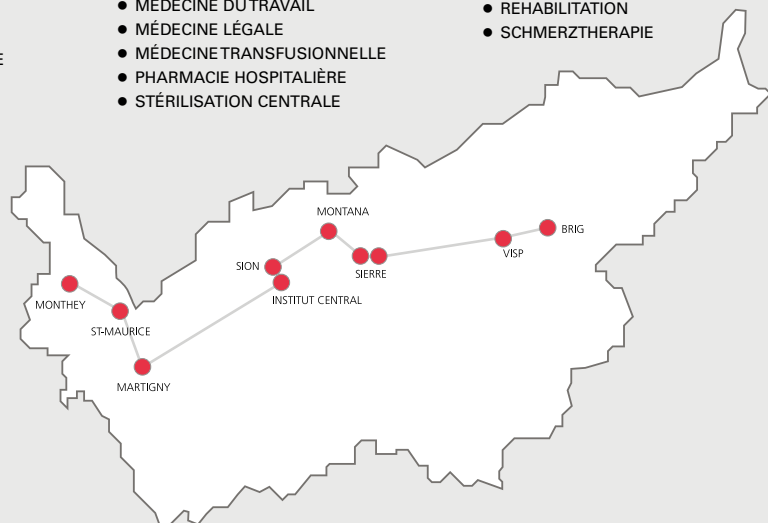 E
● MÉDECINE DU TRAVAIL
● MÉDECINE LÉGALE
● MÉDECINE TRANSFUSIONNELLE
● PHARMACIE HOSPITALIÈRE
● STÉRILISATION CENTRALE
● REHABILITATION
● SCHMERZTHERAPIE
MONTANA
BRIG
VISP
SION
SIERRE
INSTITUT CENTRAL
MONTHEY
ST-MAURICE
MARTIGNY